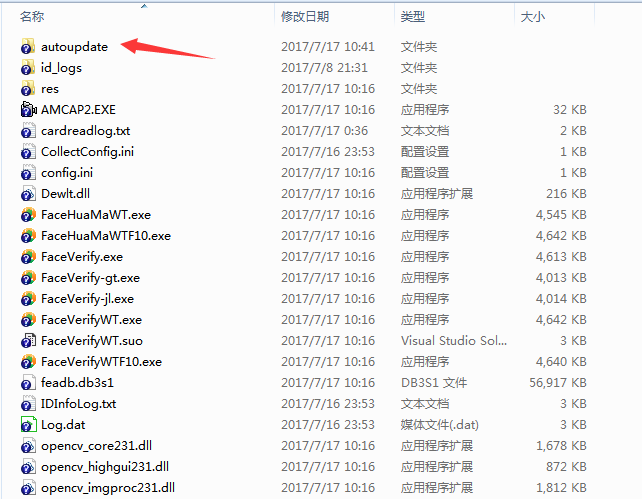 名称 修改日期 类型 大小
autoupdate 2017/7/17 10:41 文件夹
id_logs 2017/7/8 21:31 文件夹
res 2017/7/17 10:16 文件夹
AMCAP2.EXE 2017/7/17 10:16 应用程序 32 KB
cardreadlog.txt 2017/7/17 0:36 文本文档 2 KB
CollectConfig.ini 2017/7/16 23:53 配置设置 1 KB
config.ini 2017/7/17 10:16 配置设置 1 KB
Dewlt.dll 2017/7/17 10:16 应用程序扩展 216 KB
FaceHuaMaWT.exe 2017/7/17 10:16 应用程序 4,545 KB
FaceHuaMaWTF10.exe 2017/7/17 10:16 应用程序 4,642 KB
FaceVerify.exe 2017/7/17 10:16 应用程序 4,613 KB
FaceVerify-gt.exe 2017/7/17 10:16 应用程序 4,013 KB
FaceVerify-jl.exe 2017/7/17 10:16 应用程序 4,014 KB
FaceVerifyWT.exe 2017/7/17 10:16 应用程序 4,642 KB
FaceVerifyWT.suo 2017/7/17 10:16 Visual Studio Sol... 3 KB
FaceVerifyWTF10.exe 2017/7/17 10:16 应用程序 4,640 KB
feadb.db3s1 2017/7/17 10:16 DB3S1 文件 56,917 KB
IDInfoLog.txt 2017/7/16 23:53 文本文档 3 KB
Log.dat 2017/7/16 23:53 媒体文件(.dat) 3 KB
opencv_core231.dll 2017/7/17 10:16 应用程序扩展 1,678 KB
opencv_highgui231.dll 2017/7/17 10:16 应用程序扩展 872 KB
opencv_imgproc231.dll 2017/7/17 10:16 应用程序扩展 1,812 KB